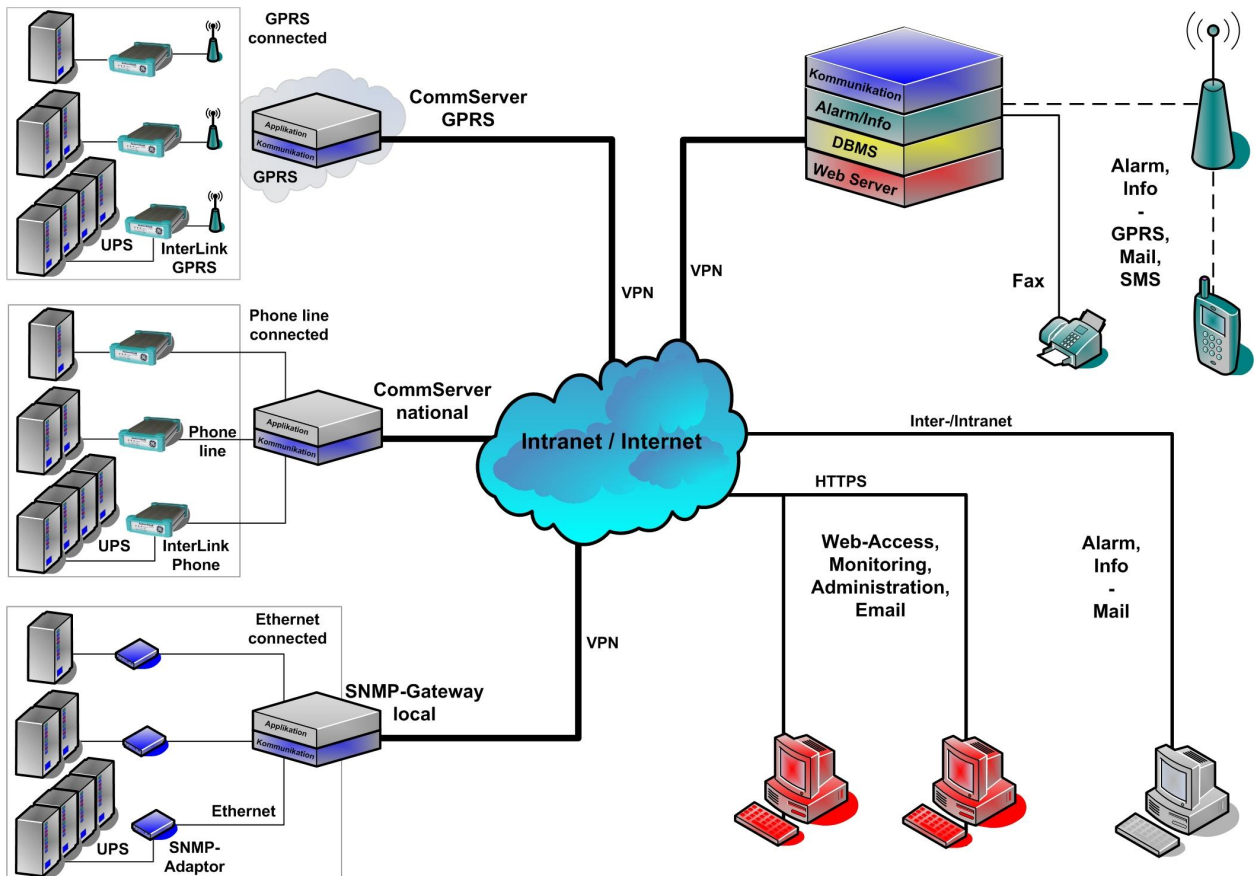 GPRS
connected
UPS
InterLink
GPRS
CommServer
GPRS
Applikation
Kommunikation
GPRS
VPN
VPN
Kommunikation
Alarm/Info
DBMS
Web Server
Fax
Alarm,
Info
-
GPRS,
Mail,
SMS
Phone line
connected
Phone
line
UPS
InterLink
Phone
CommServer
national
Applikation
Kommunikation
Intranet / Internet
Inter-/Intranet
HTTPS
Web-Access,
Monitoring,
Administration,
Email
Alarm,
Info
-
Mail
Ethernet
connected
VPN
SNMP-Gateway
local
Applikation
Kommunikation
Ethernet
UPS
SNMP-
Adaptor